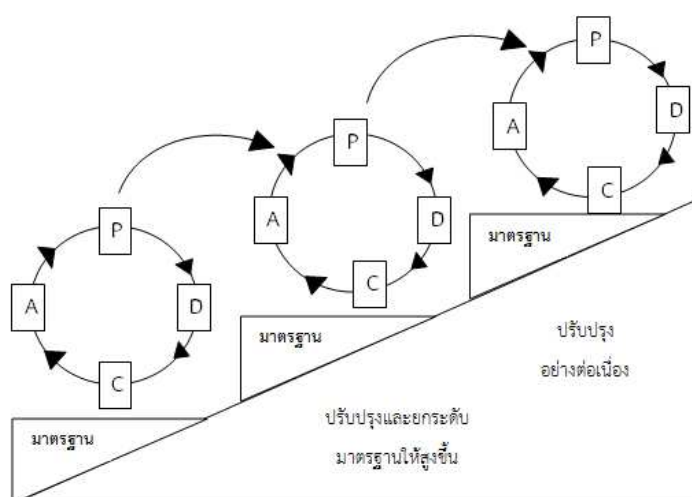 P
D
C
A
มาตรฐาน
P
D
C
A
มาตรฐาน
P
D
C
A
มาตรฐาน
ปรับปรุงและยกระดับ
มาตรฐานให้สูงขึ้น
ปรับปรุง
อย่างต่อเนื่อง